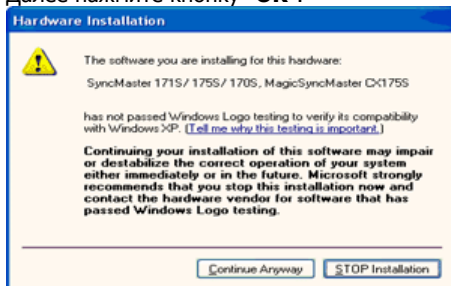 Далее нажмите кнопку "OK".
Hardware Installation
The software you are installing for this hardware:
SyncMaster 171S/ 175S/ 170S, MagicSyncMaster CX175S
has not passed Windows Logo testing to verify its compatibility
with Windows XP. (Tell me why this testing is important.)
Continuing your installation of this software may impair
or destabilize the correct operation of your system
either immediately or in the future. Microsoft strongly
recommends that you stop this installation now and
contact the hardware vendor for software that has
passed Windows Logo testing.
Continue Anyway
STOP Installation